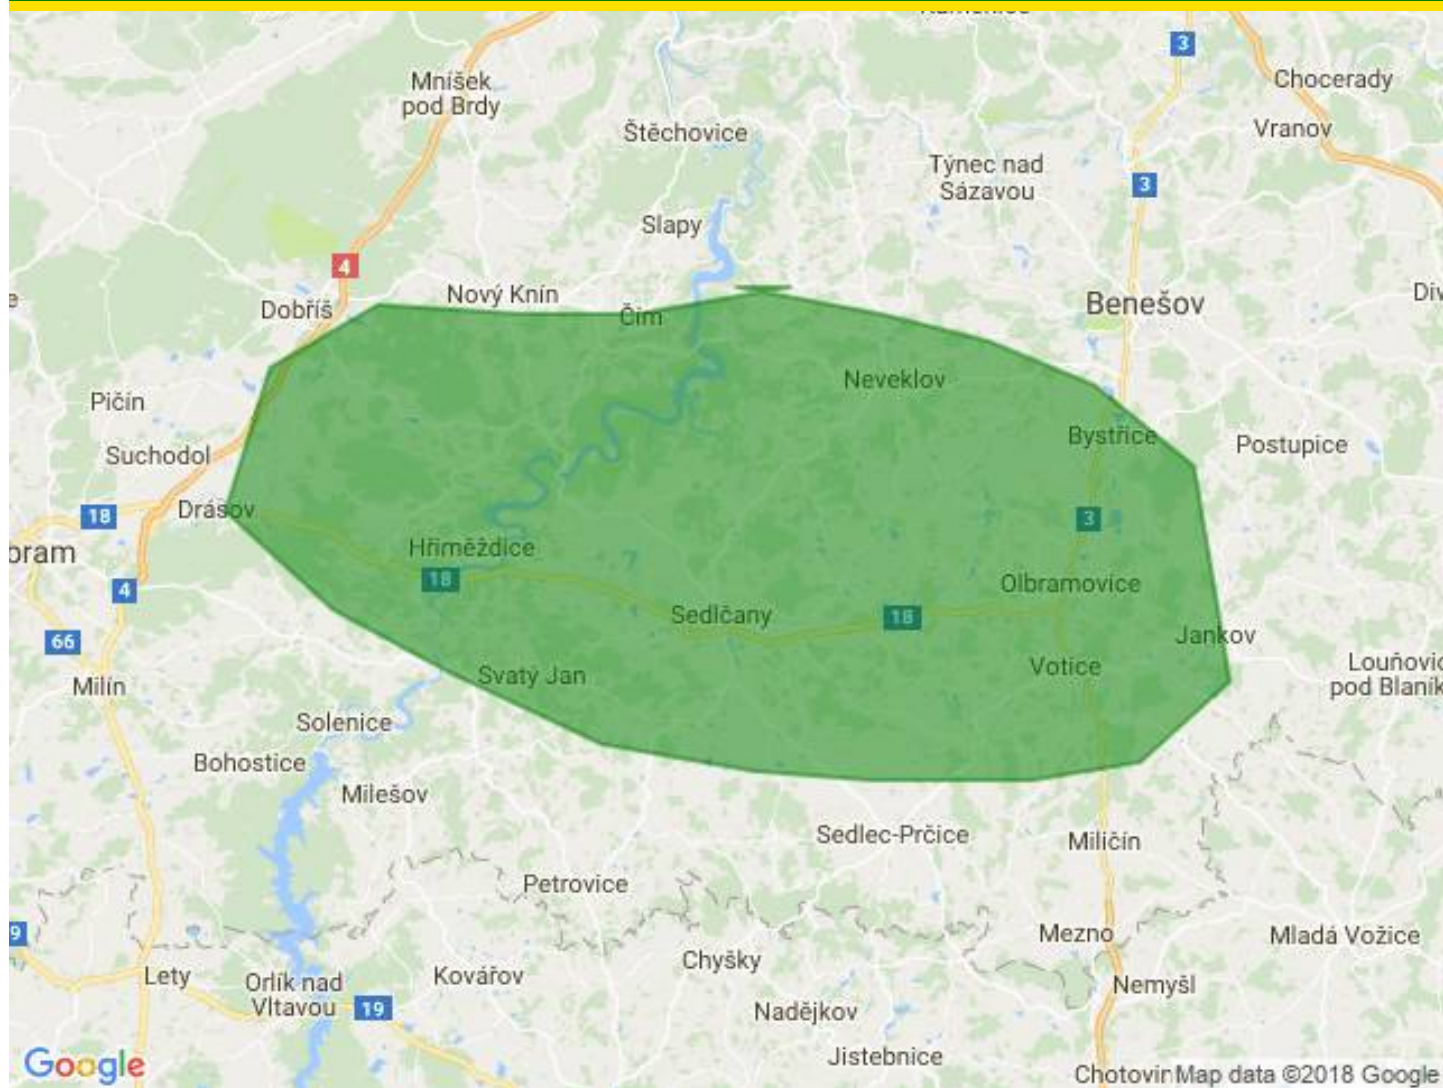 3
Mníšek
pod Brdy
Chocerady
Štěchovice
Vranov
Týnec nad
Sázavou
3
Slapy
4
Dobříš
Nový Knín
Čím
Benešov
Neveklov
Pičín
Bystřice
Postupice
Suchodol
Drásov
18
3
Hřiměždice
18
4
Olbramovice
Sedlčany
18
66
Jankov
Votice
Svatý Jan
Milín
Solenice
Bohostice
Milešov
Sedlec-Prčice
Miličín
Petrovice
9
Mezno
Mladá Vožice
Chyšky
Lety
Orlík nad
Vltavou
Kovářov
Nemyšl
19
Nadějkov
Jistebnice
Google
Map data ©2018 Google